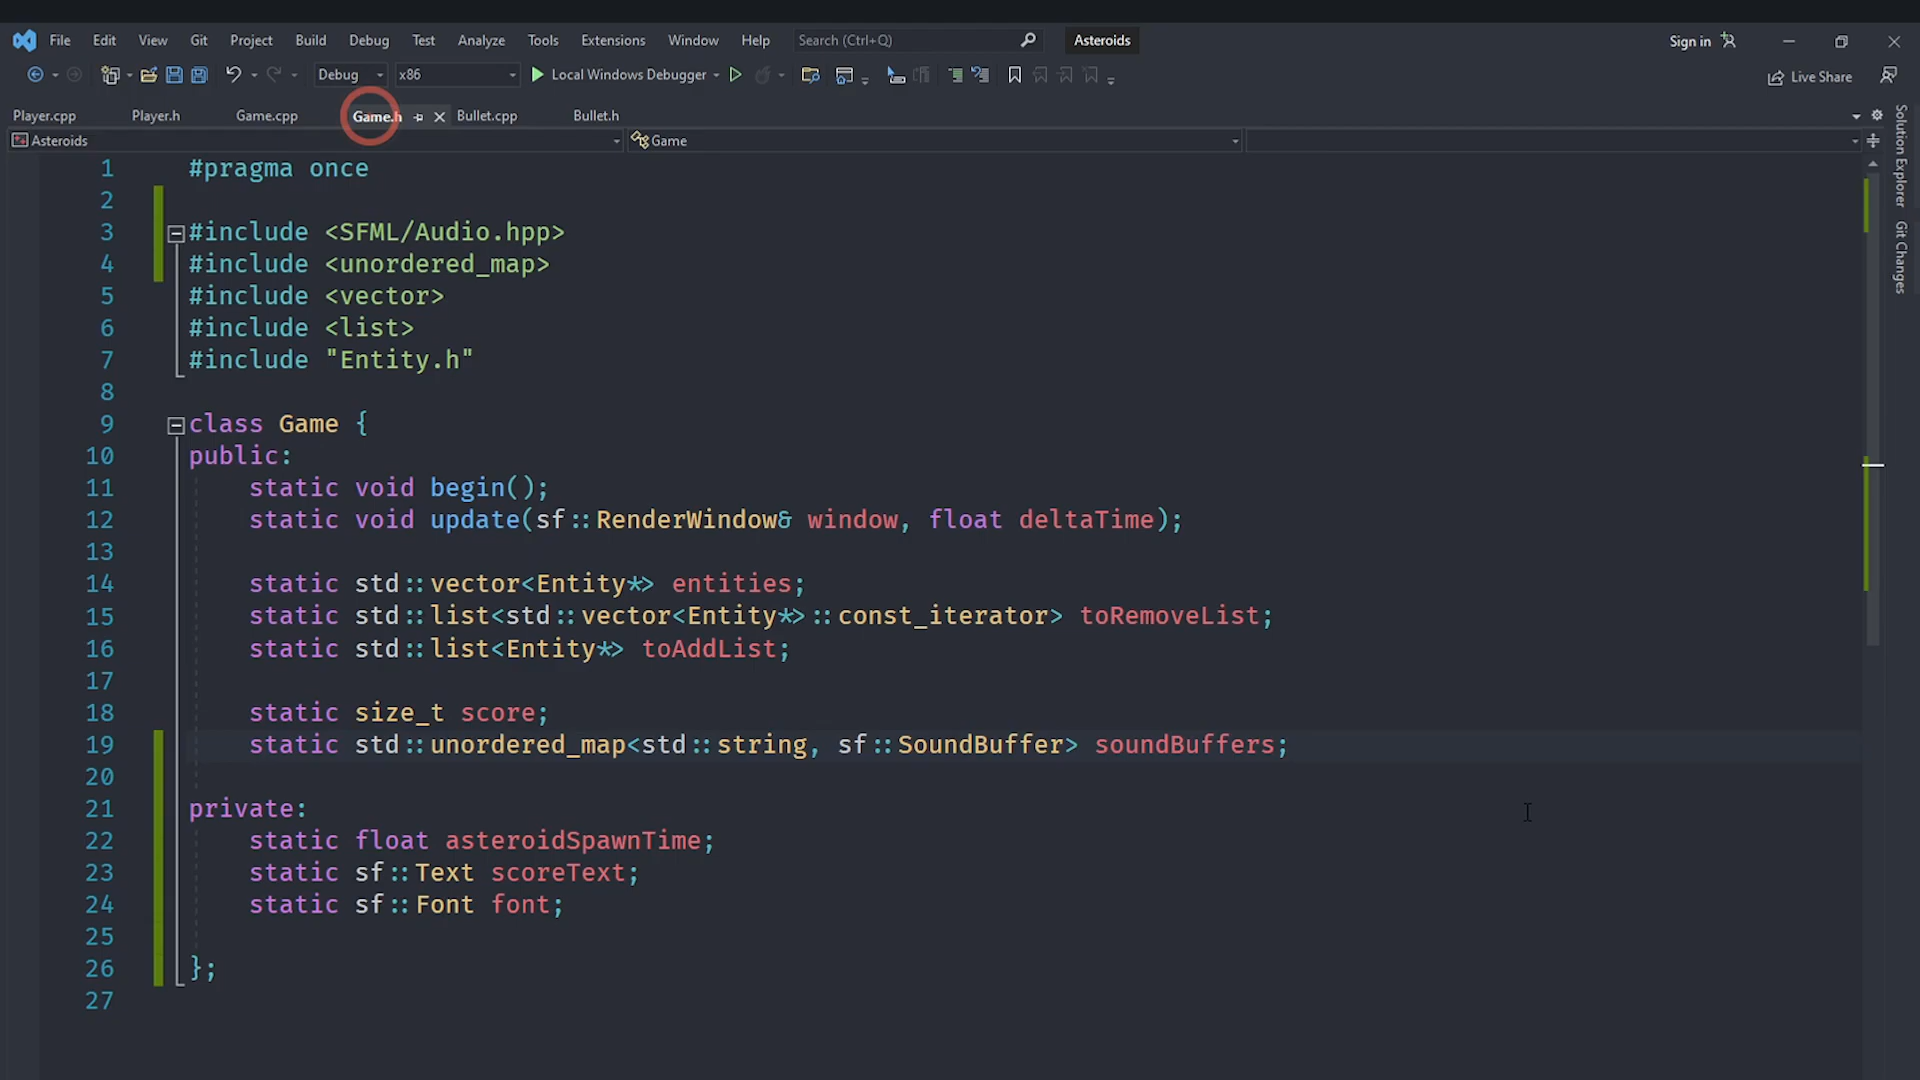 File Edit View Git Project Build Debug Test Analyze Tools Extensions Window Help Search (Ctrl+Q) Asteroids Sign in
Debug x86 Local Windows Debugger Live Share
Player.cpp Player.h Game.cpp Game.h Bullet.cpp Bullet.h
Asteroids Game
Solution Explorer
Git Changes
1 #pragma once
2
3 #include <SFML/Audio.hpp>
4 #include <unordered_map>
5 #include <vector>
6 #include <list>
7 #include "Entity.h"
8
9 class Game {
10 public:
11 static void begin();
12 static void update(sf::RenderWindow& window, float deltaTime);
13
14 static std::vector<Entity*> entities;
15 static std::list<std::vector<Entity*>::const_iterator> toRemoveList;
16 static std::list<Entity*> toAddList;
17
18 static size_t score;
19 static std::unordered_map<std::string, sf::SoundBuffer> soundBuffers;
20
21 private:
22 static float asteroidSpawnTime;
23 static sf::Text scoreText;
24 static sf::Font font;
25
26 };
27